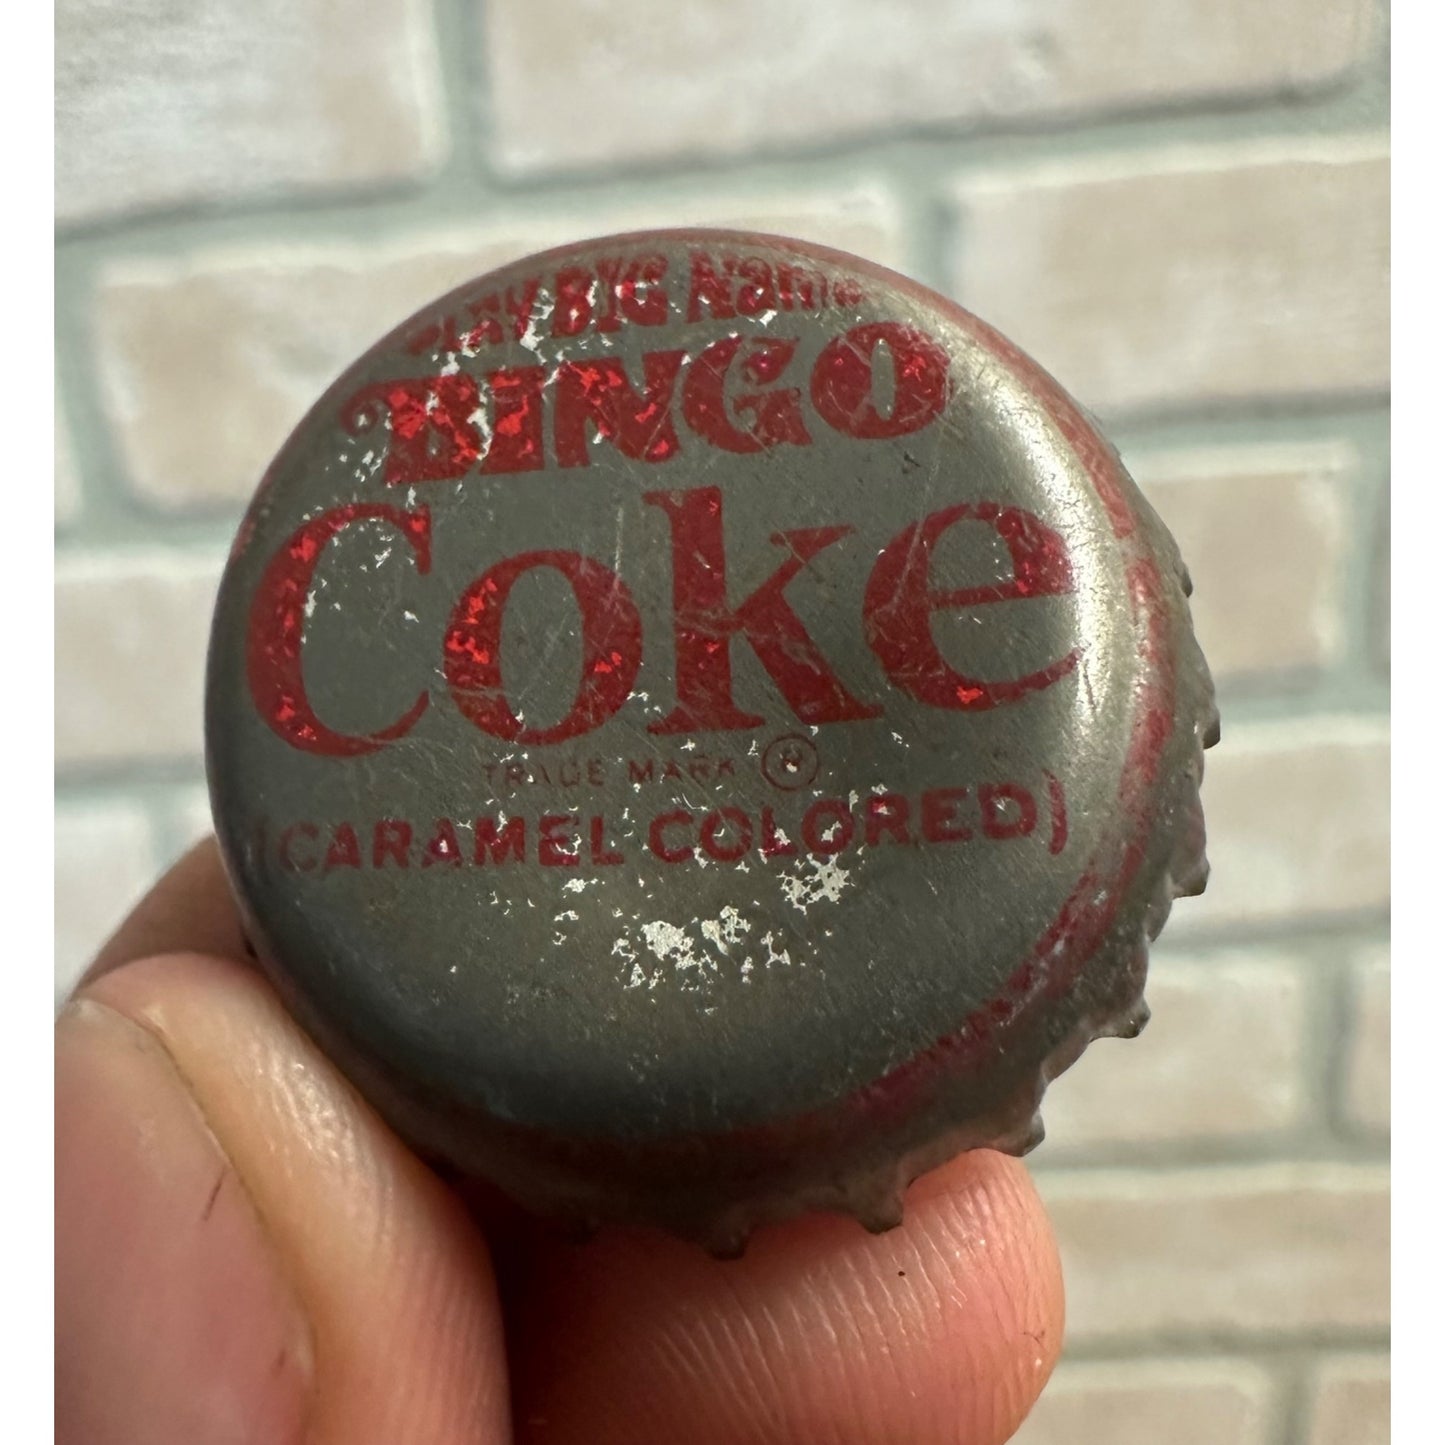 PLAY BIG Name
BINGO
Coke
TRADE MARK ®
(CARAMEL COLORED)